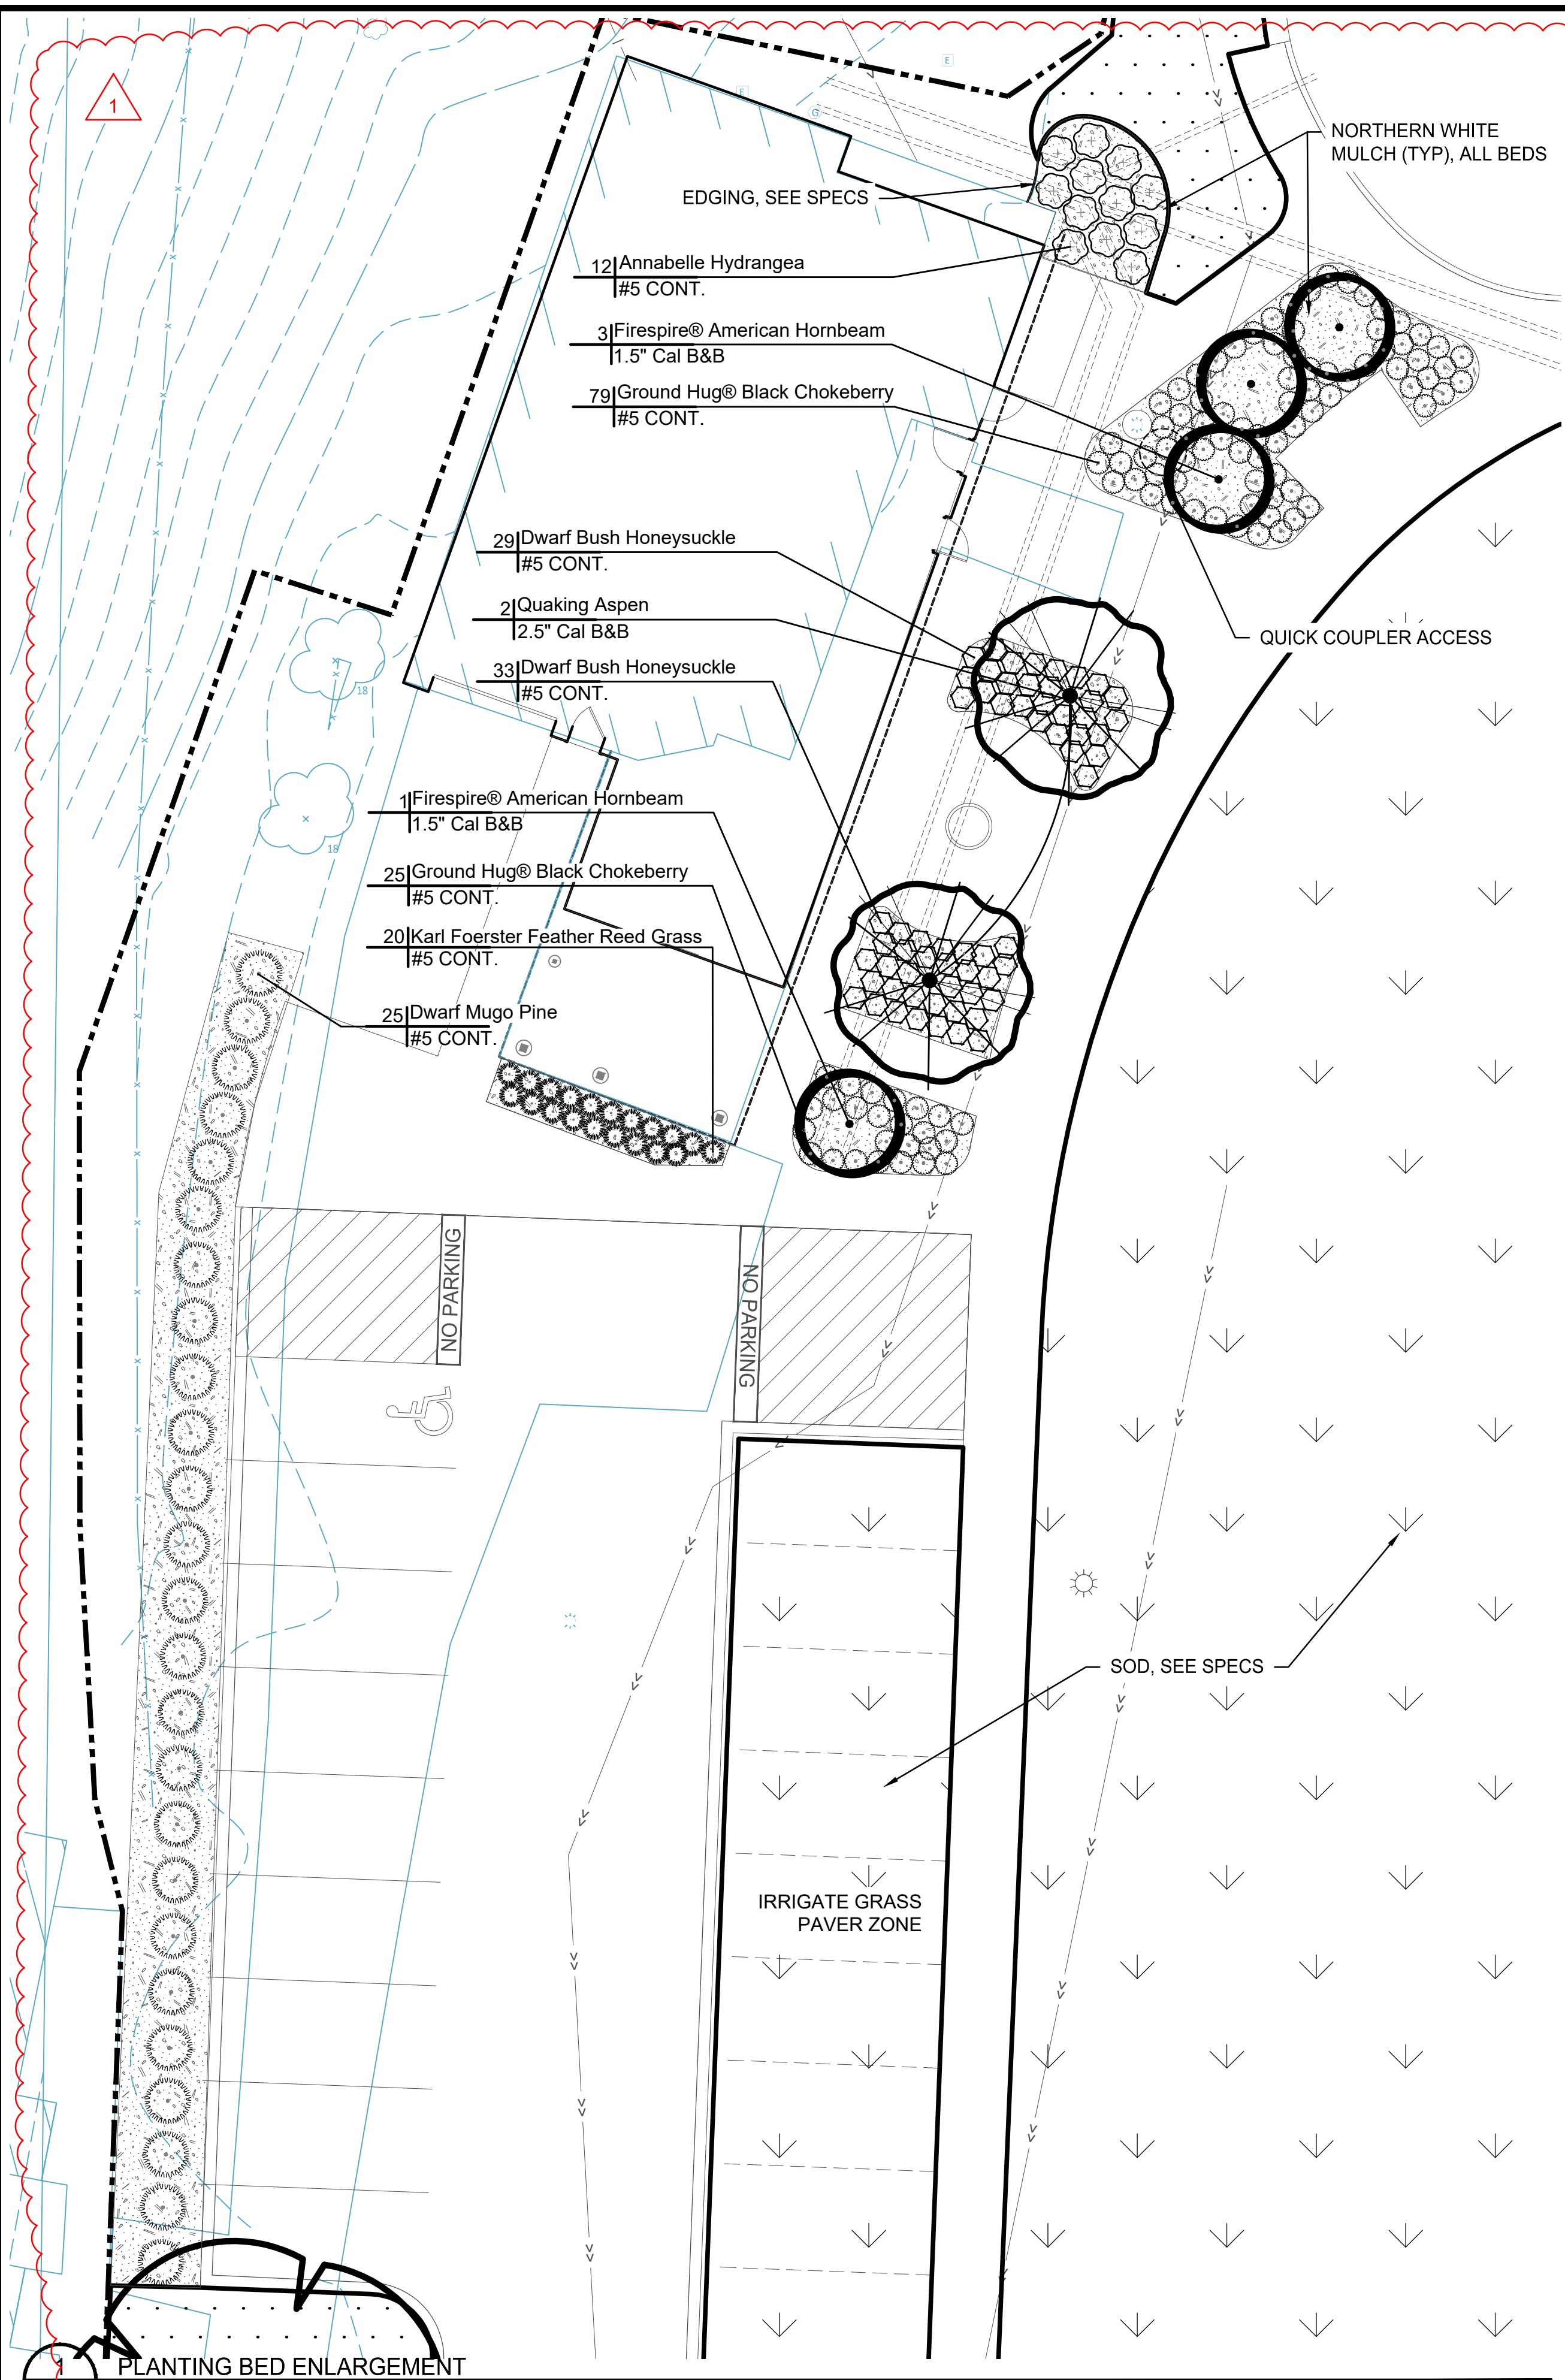 1
E
E
G
NORTHERN WHITE
MULCH (TYP), ALL BEDS
EDGING, SEE SPECS
12 Annabelle Hydrangea
#5 CONT.
3 Firespire® American Hornbeam
1.5" Cal B&B
79 Ground Hug® Black Chokeberry
#5 CONT.
29 Dwarf Bush Honeysuckle
#5 CONT.
2 Quaking Aspen
2.5" Cal B&B
QUICK COUPLER ACCESS
33 Dwarf Bush Honeysuckle
#5 CONT.
18
1 Firespire® American Hornbeam
1.5" Cal B&B
18
25 Ground Hug® Black Chokeberry
#5 CONT.
20 Karl Foerster Feather Reed Grass
#5 CONT.
25 Dwarf Mugo Pine
#5 CONT.
NO PARKING
NO PARKING
SOD, SEE SPECS
IRRIGATE GRASS
PAVER ZONE
1 PLANTING BED ENLARGEMENT